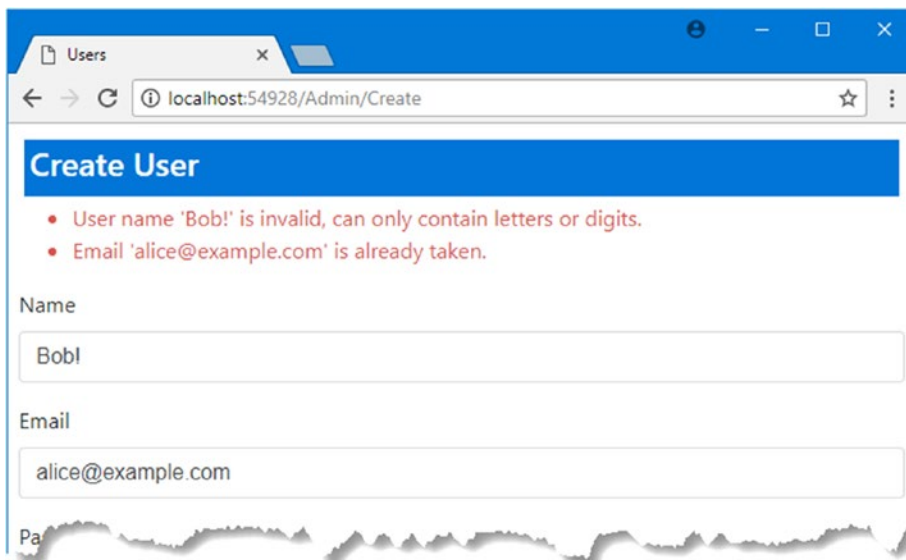 Users
localhost:54928/Admin/Create
Create User
• User name 'Bob!' is invalid, can only contain letters or digits.
• Email 'alice@example.com' is already taken.
Name
Bob!
Email
alice@example.com